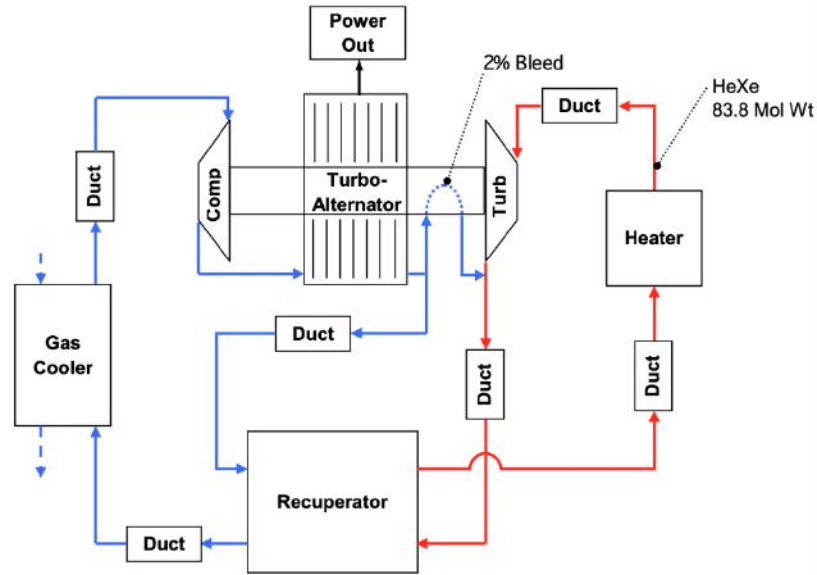 Power
Out
2% Bleed
HeXe
83.8 Mol Wt
Duct
Duct
Comp
Turbo-
Alternator
Turb
Heater
Gas
Cooler
Duct
Duct
Duct
Recuperator
Duct